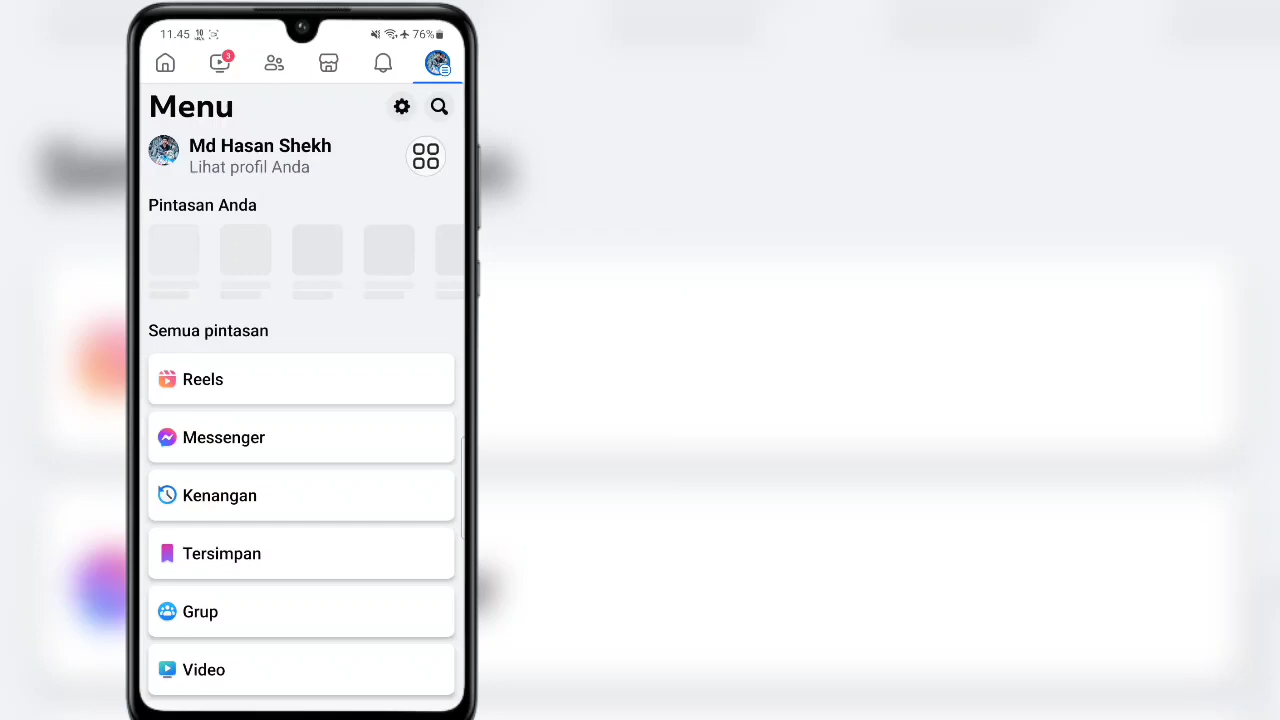 11.45
76%
3
Menu
Md Hasan Shekh
Lihat profil Anda
Pintasan Anda
Semua pintasan
Reels
Messenger
Kenangan
Tersimpan
Grup
Video